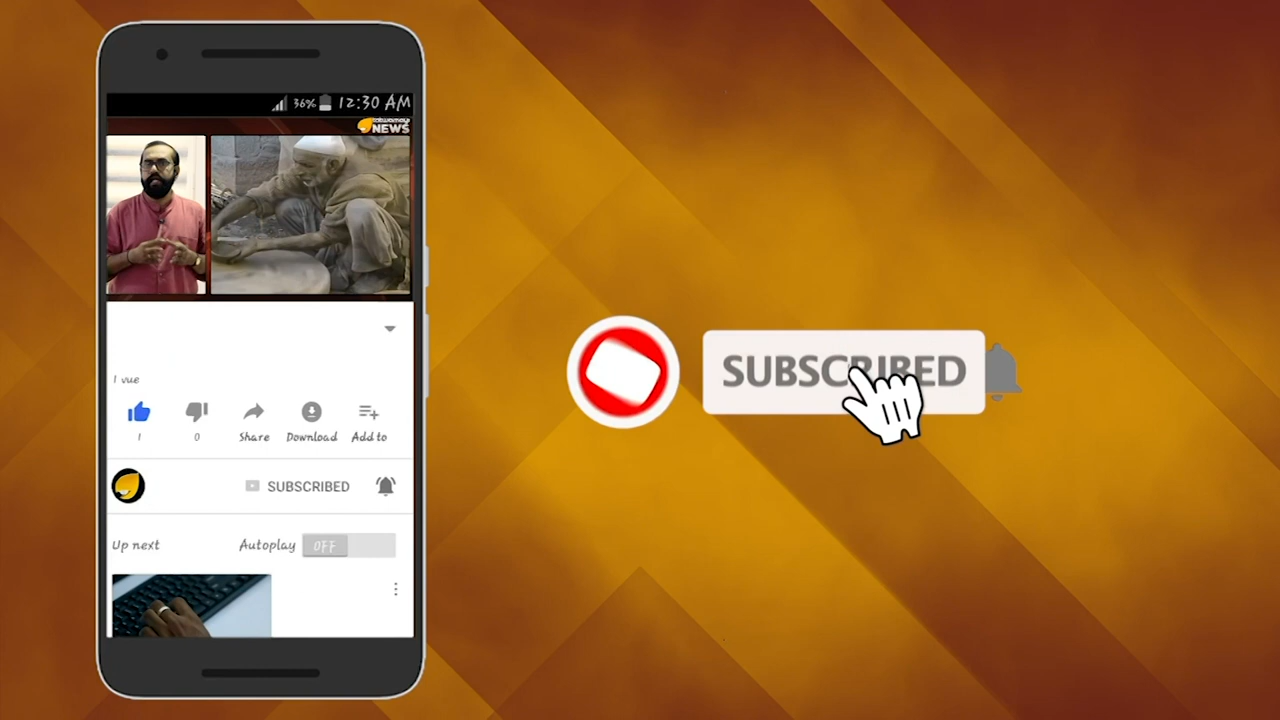 36% 12:30 AM
tatwamayi
NEWS
1 vue
1 0 Share Download Add to
SUBSCRIBED
Up next Autoplay OFF
SUBSCRIBED